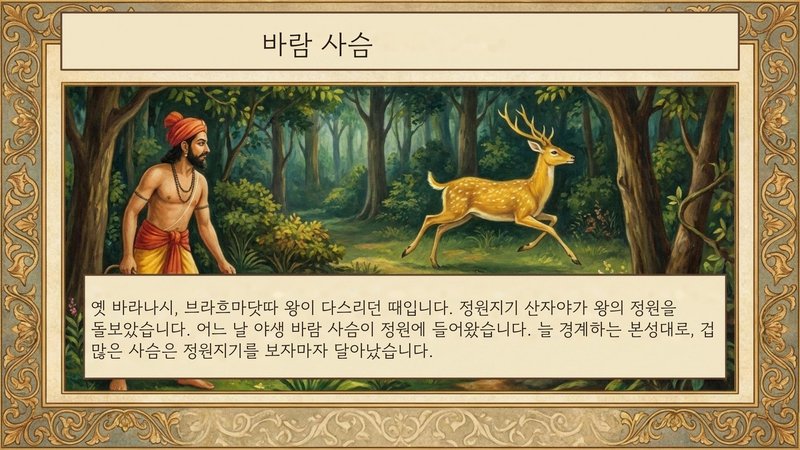 바람 사슴
옛 바라나시, 브라흐마닷따 왕이 다스리던 때입니다. 정원지기 산자야가 왕의 정원을
돌보았습니다. 어느 날 야생 바람 사슴이 정원에 들어왔습니다. 늘 경계하는 본성대로, 겁
많은 사슴은 정원지기를 보자마자 달아났습니다.